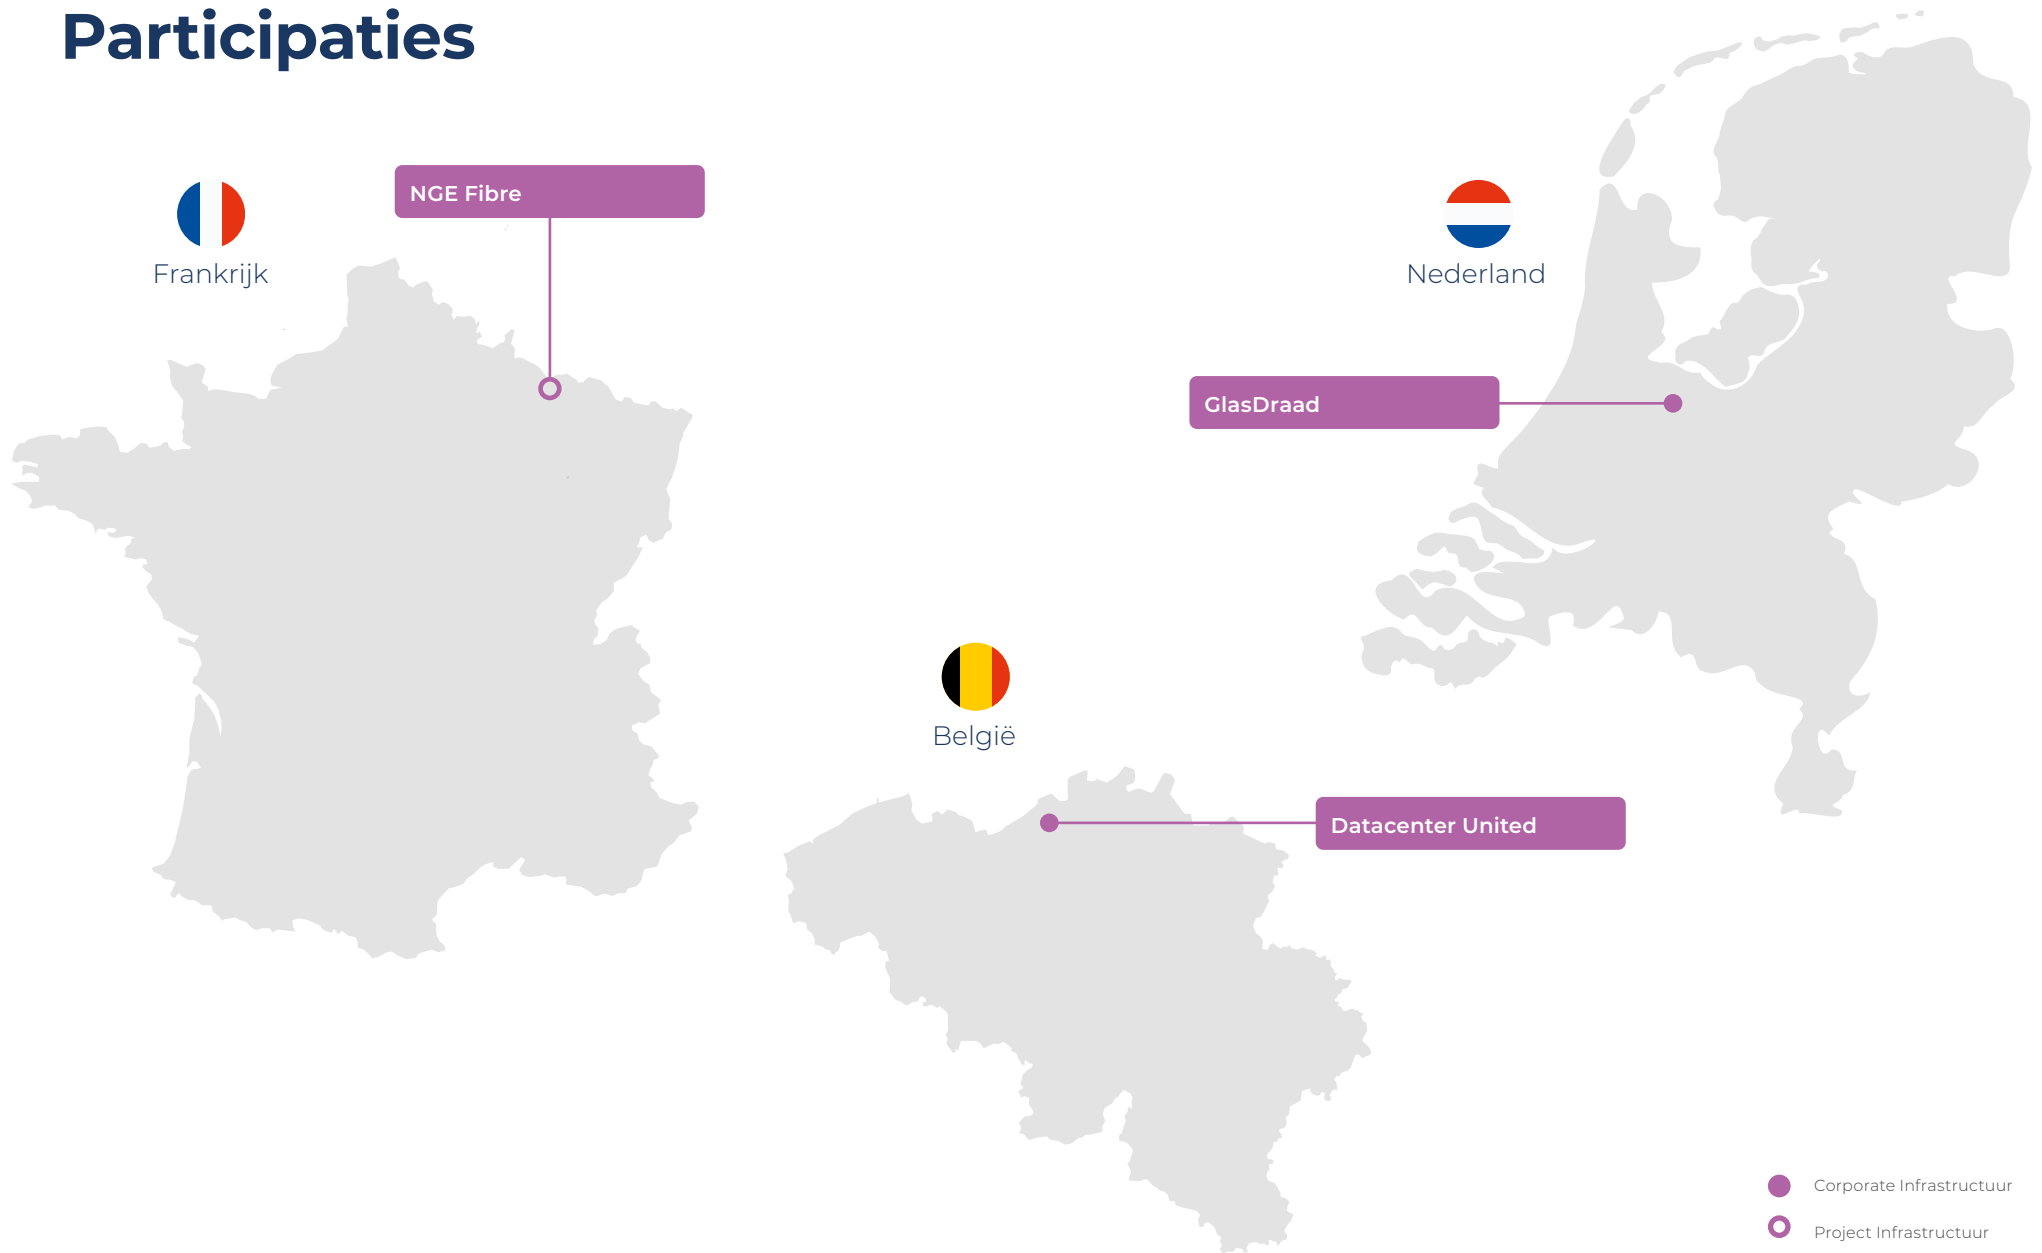 Participaties
NGE Fibre
Frankrijk
Nederland
GlasDraad
België
Datacenter United
Corporate Infrastructuur
Project Infrastructuur